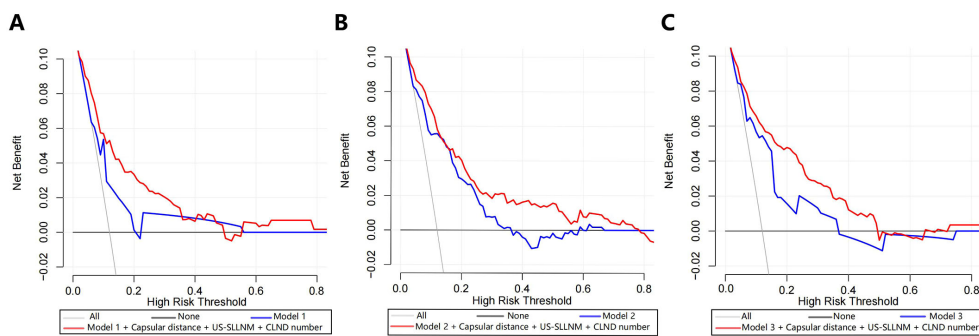 A
Net Benefit
0.10
0.08
0.06
0.04
0.02
0.00
−0.02
0.0 0.2 0.4 0.6 0.8
High Risk Threshold
All None Model 1
Model 1 + Capsular distance + US-SLLNM + CLND number
B
Net Benefit
0.10
0.08
0.06
0.04
0.02
0.00
−0.02
0.0 0.2 0.4 0.6 0.8
High Risk Threshold
All None Model 2
Model 2 + Capsular distance + US-SLLNM + CLND number
C
Net Benefit
0.10
0.08
0.06
0.04
0.02
0.00
−0.02
0.0 0.2 0.4 0.6 0.8
High Risk Threshold
All None Model 3
Model 3 + Capsular distance + US-SLLNM + CLND number